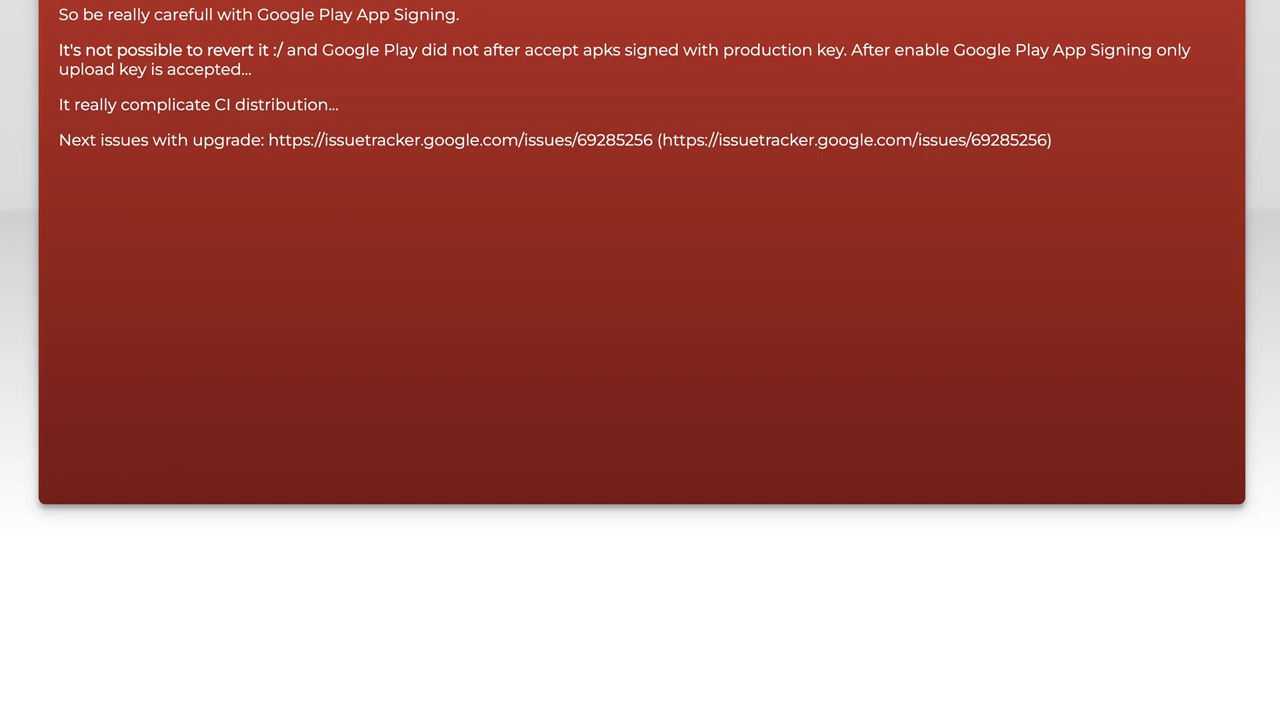 So be really carefull with Google Play App Signing.
It's not possible to revert it :/ and Google Play did not after accept apks signed with production key. After enable Google Play App Signing only
upload key is accepted...
It really complicate CI distribution...
Next issues with upgrade: https://issuetracker.google.com/issues/69285256 (https://issuetracker.google.com/issues/69285256)